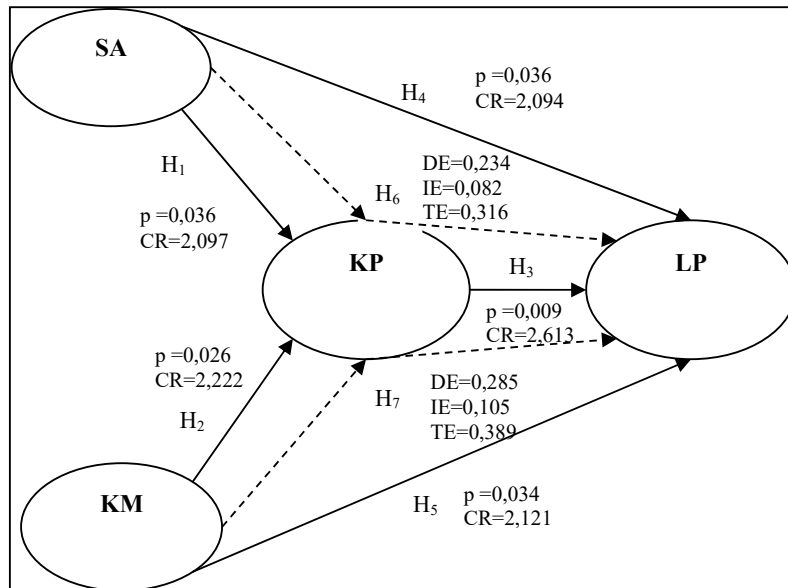 SA
p =0,036
CR=2,094
H4
H1
DE=0,234
IE=0,082
TE=0,316
H6
p =0,036
CR=2,097
KP
H3
LP
p =0,009
CR=2,613
p =0,026
CR=2,222
H2
DE=0,285
IE=0,105
TE=0,389
H7
KM
H5
p =0,034
CR=2,121